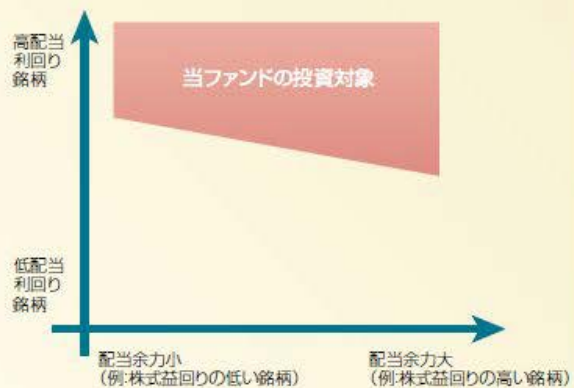 高配当
利回り
銘柄
当ファンドの投資対象
低配当
利回り
銘柄
配当余力小
(例:株式益回りの低い銘柄)
配当余力大
(例:株式益回りの高い銘柄)